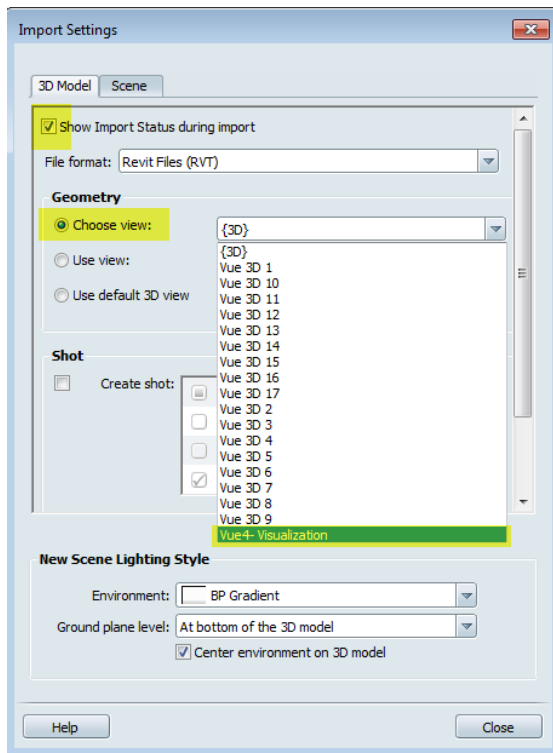 Import Settings
3D Model Scene
Show Import Status during import
File format: Revit Files (RVT)
Geometry
Choose view: {3D}
{3D}
Use view: Vue 3D 1
Vue 3D 10
Use default 3D view Vue 3D 11
Vue 3D 12
Vue 3D 13
Vue 3D 14
Shot Vue 3D 15
Vue 3D 16
Create shot: Vue 3D 17
Vue 3D 2
Vue 3D 3
Vue 3D 4
Vue 3D 5
Vue 3D 6
Vue 3D 7
Vue 3D 8
Vue 3D 9
Vue4- Visualization
New Scene Lighting Style
Environment: BP Gradient
Ground plane level: At bottom of the 3D model
Center environment on 3D model
Help Close